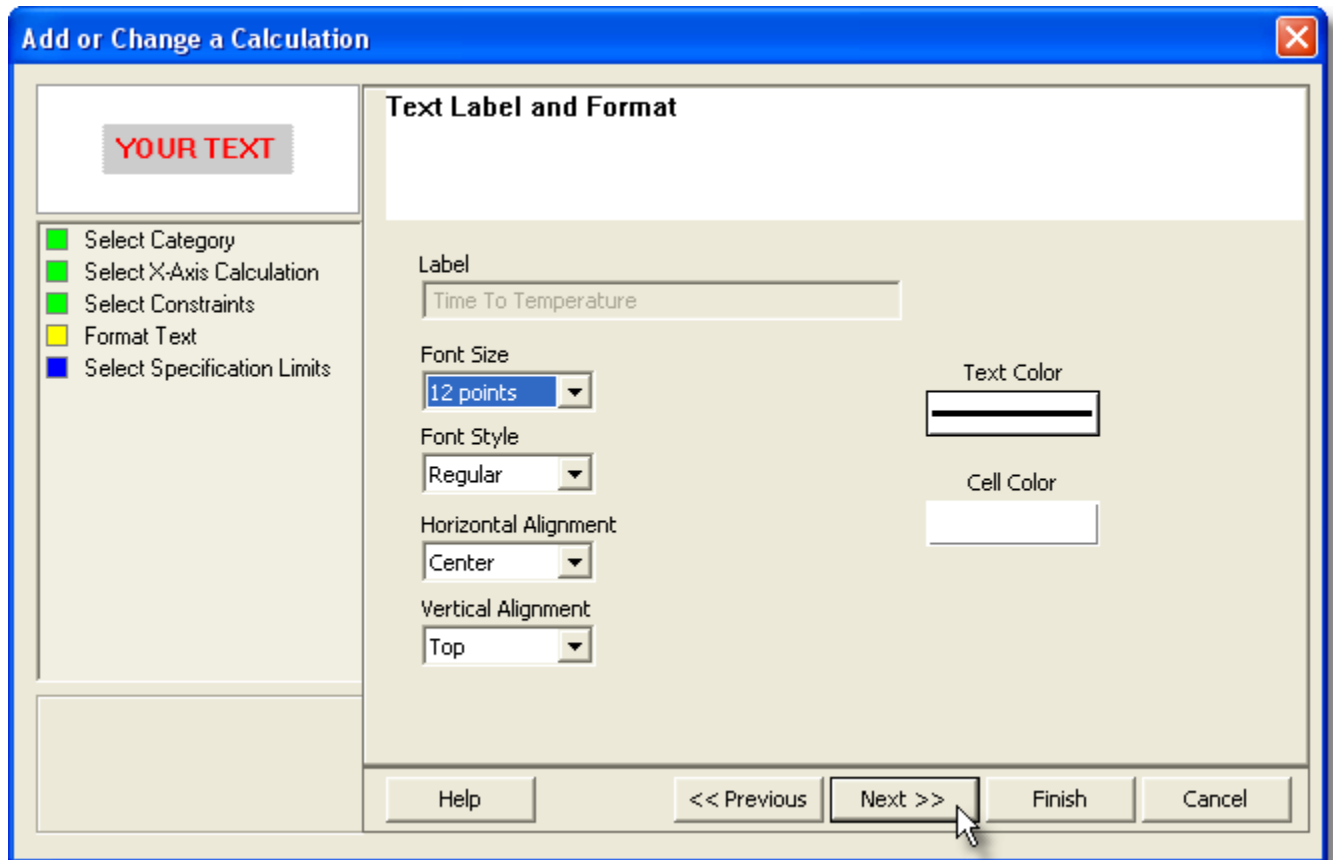 Add or Change a Calculation
YOUR TEXT
Select Category
Select X-Axis Calculation
Select Constraints
Format Text
Select Specification Limits
Text Label and Format
Label
Time To Temperature
Font Size
12 points
Font Style
Regular
Horizontal Alignment
Center
Vertical Alignment
Top
Text Color
Cell Color
Help
<< Previous
Next >>
Finish
Cancel